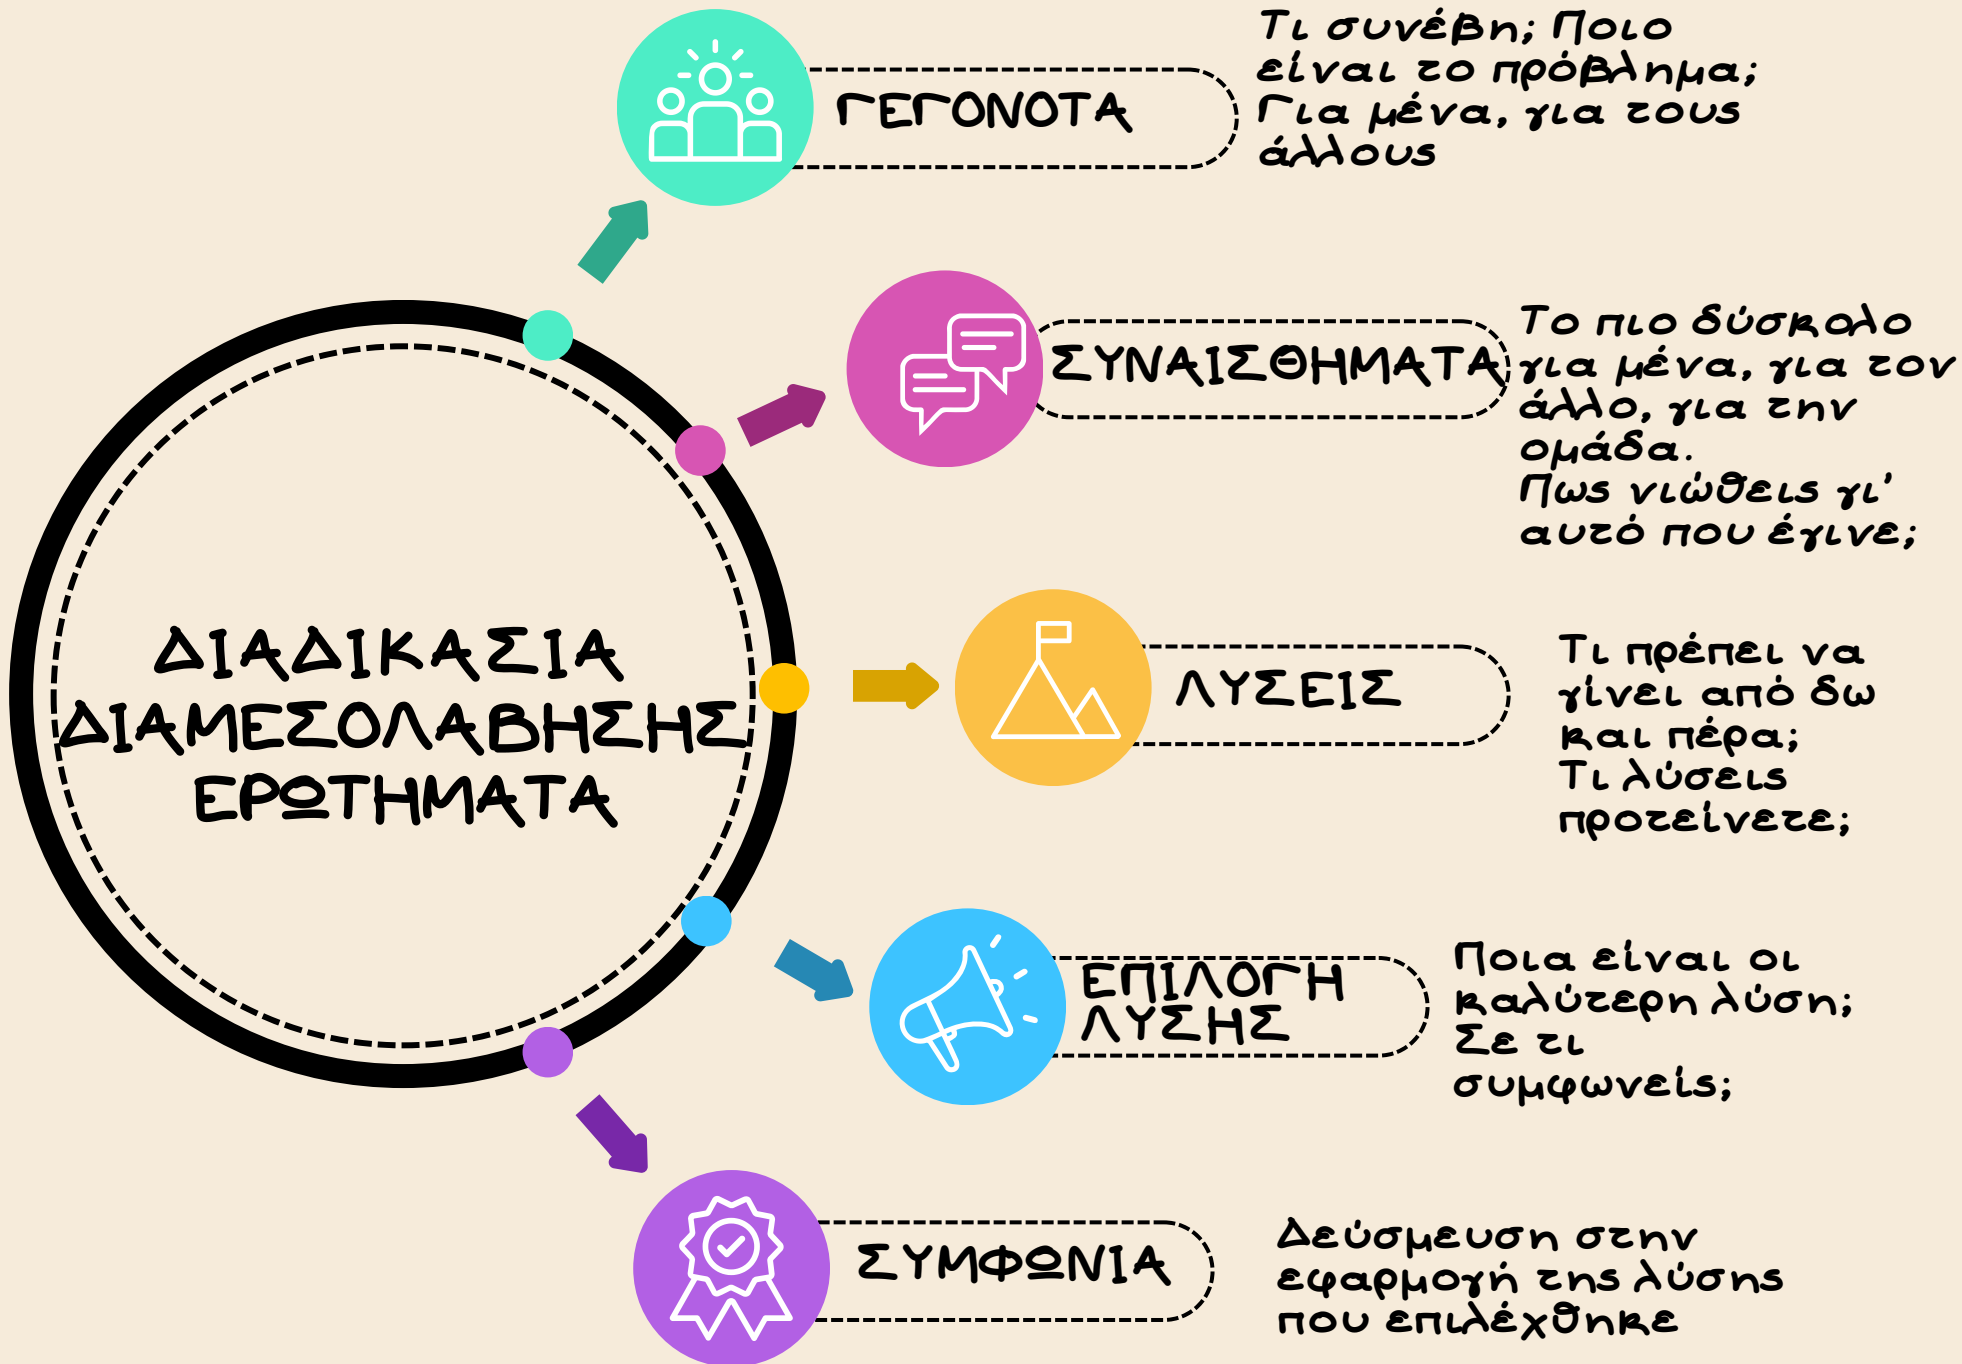 ΔΙΑΔΙΚΑΣΙΑ
ΔΙΑΜΕΣΟΛΑΒΗΣΗΣ
ΕΡΩΤΗΜΑΤΑ
ΓΕΓΟΝΟΤΑ
Τι συνέβη; Ποιο
είναι το πρόβλημα;
Για μένα, για τους
άλλους
ΣΥΝΑΙΣΘΗΜΑΤΑ
Το πιο δύσκολο
για μένα, για τον
άλλο, για την
ομάδα.
Πως νιώθεις γι'
αυτό που έγινε;
ΛΥΣΕΙΣ
Τι πρέπει να
γίνει από δω
και πέρα;
Τι λύσεις
προτείνετε;
ΕΠΙΛΟΓΗ
ΛΥΣΗΣ
Ποια είναι οι
καλύτερη λύση;
Σε τι
συμφωνείς;
ΣΥΜΦΩΝΙΑ
Δεύσμευση στην
εφαρμογή της λύσης
που επιλέχθηκε